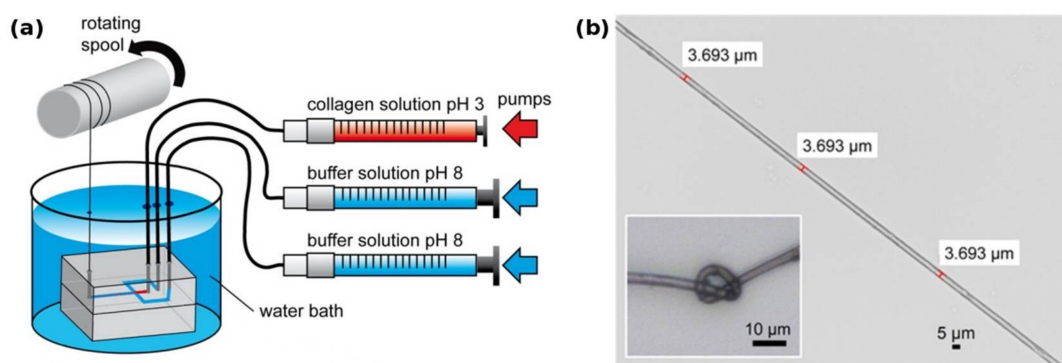 (a)
rotating
spool
collagen solution pH 3
pumps
buffer solution pH 8
buffer solution pH 8
water bath
(b)
3.693 µm
3.693 µm
3.693 µm
10 µm
5 µm